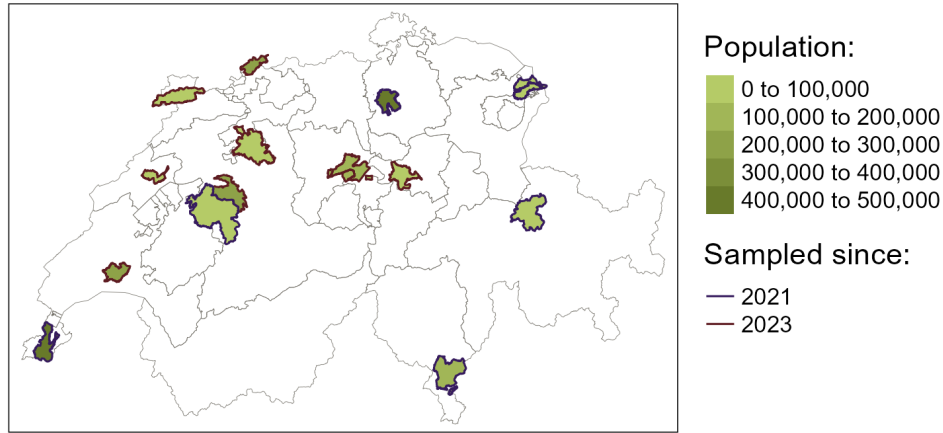 Population:
0 to 100,000
100,000 to 200,000
200,000 to 300,000
300,000 to 400,000
400,000 to 500,000
Sampled since:
2021
2023